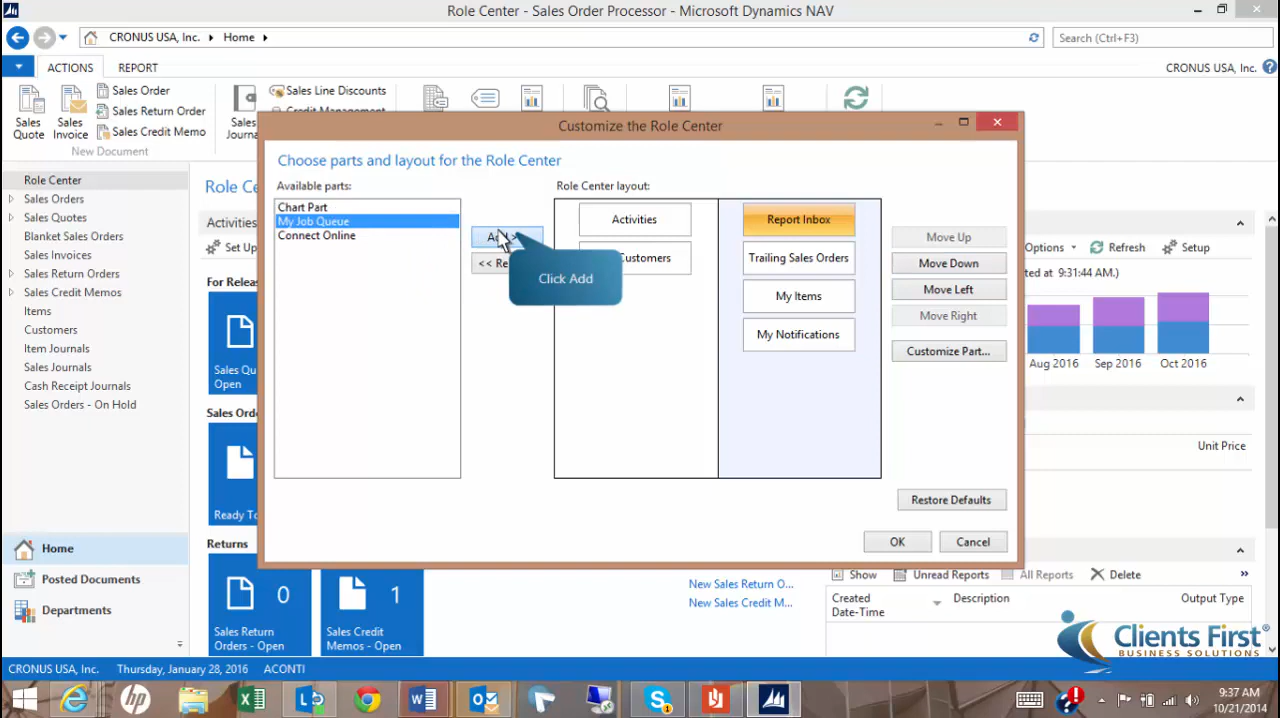 Role Center - Sales Order Processor - Microsoft Dynamics NAV
CRONUS USA, Inc. Home
Search (Ctrl+F3)
ACTIONS REPORT
CRONUS USA, Inc.
Sales Quote
Sales Invoice
Sales Order
Sales Return Order
Sales Credit Memo
New Document
Sales
Sales Line Discounts
Customize the Role Center
Choose parts and layout for the Role Center
Available parts:
Chart Part
My Job Queue
Connect Online
Click Add
Role Center layout:
Activities
Report Inbox
Trailing Sales Orders
My Items
My Notifications
Move Up
Move Down
Move Left
Move Right
Customize Part...
Restore Defaults
OK Cancel
Role Center
Sales Orders
Sales Quotes
Blanket Sales Orders
Sales Invoices
Sales Return Orders
Sales Credit Memos
Items
Customers
Item Journals
Sales Journals
Cash Receipt Journals
Sales Orders - On Hold
Home
Posted Documents
Departments
Activities
Set Up
Open
Returns
0
Sales Return
Orders - Open
1
Sales Credit
Memos - Open
New Sales Return O...
New Sales Credit M...
Options Refresh Setup
at 9:31:44 AM.)
Aug 2016 Sep 2016 Oct 2016
Unit Price
Show Unread Reports All Reports Delete »
Created
Date-Time
Description
Output Type
Clients First®
BUSINESS SOLUTIONS
CRONUS USA, Inc. Thursday, January 28, 2016 ACONTI
9:37 AM
10/21/2014